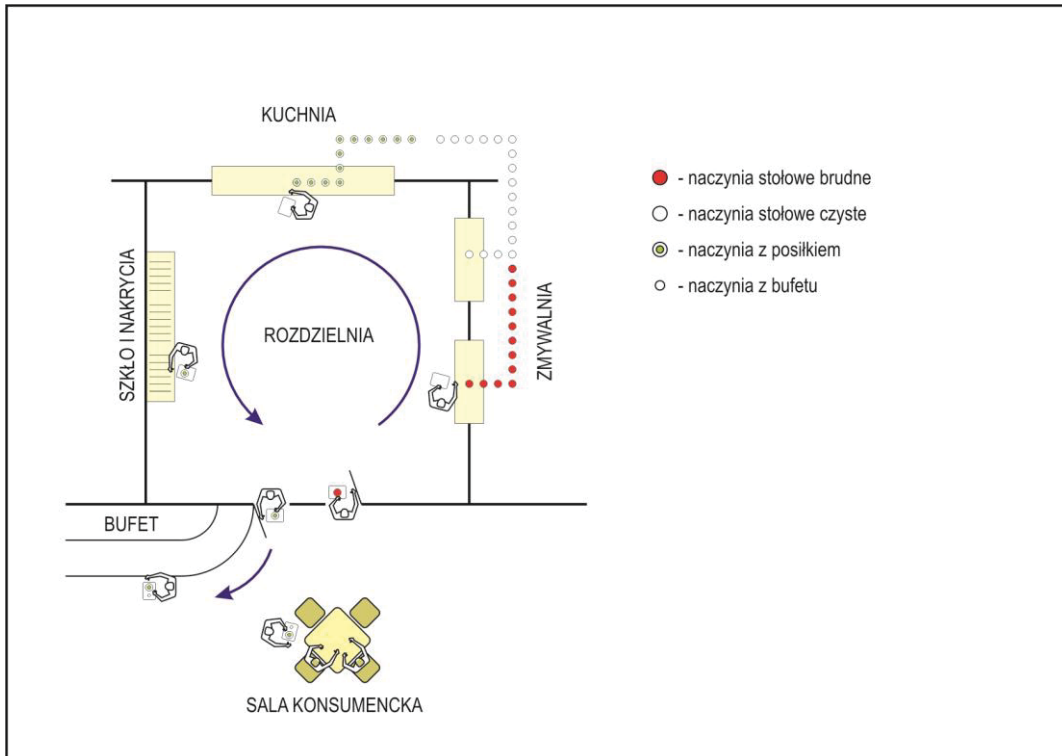 KUCHNIA
- naczynia stołowe brudne
- naczynia stołowe czyste
- naczynia z posiłkiem
- naczynia z bufetu
SZKŁO I NAKRYCIA
ROZDZIELNIA
ZMYWALNIA
BUFET
SALA KONSUMENCKA